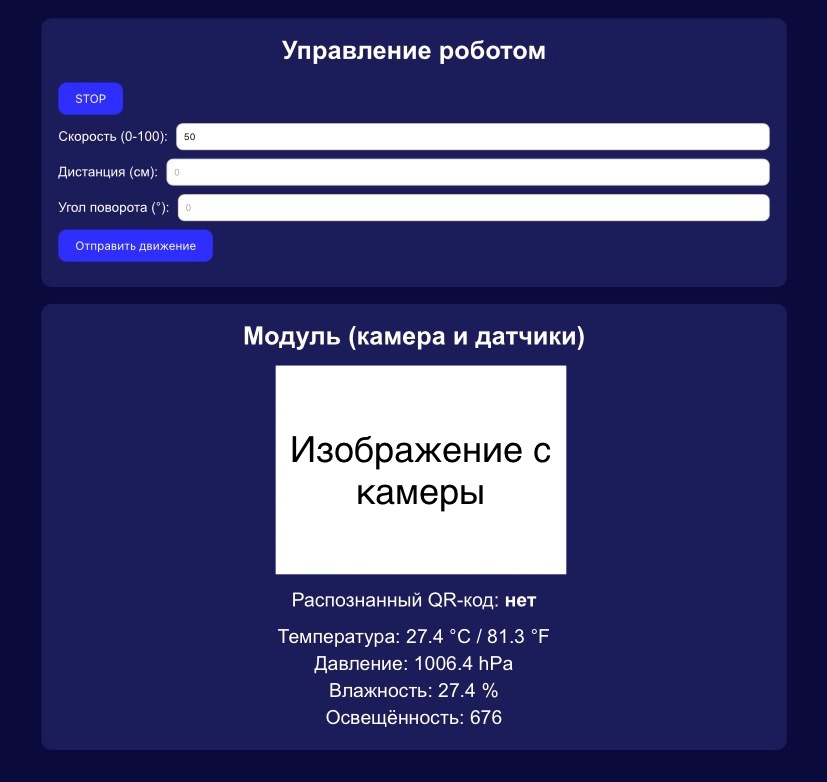 Управление роботом
STOP
Скорость (0-100): 50
Дистанция (см): 0
Угол поворота (°): 0
Отправить движение
Модуль (камера и датчики)
Изображение с
камеры
Распознанный QR-код: нет
Температура: 27.4 °C / 81.3 °F
Давление: 1006.4 hPa
Влажность: 27.4 %
Освещённость: 676